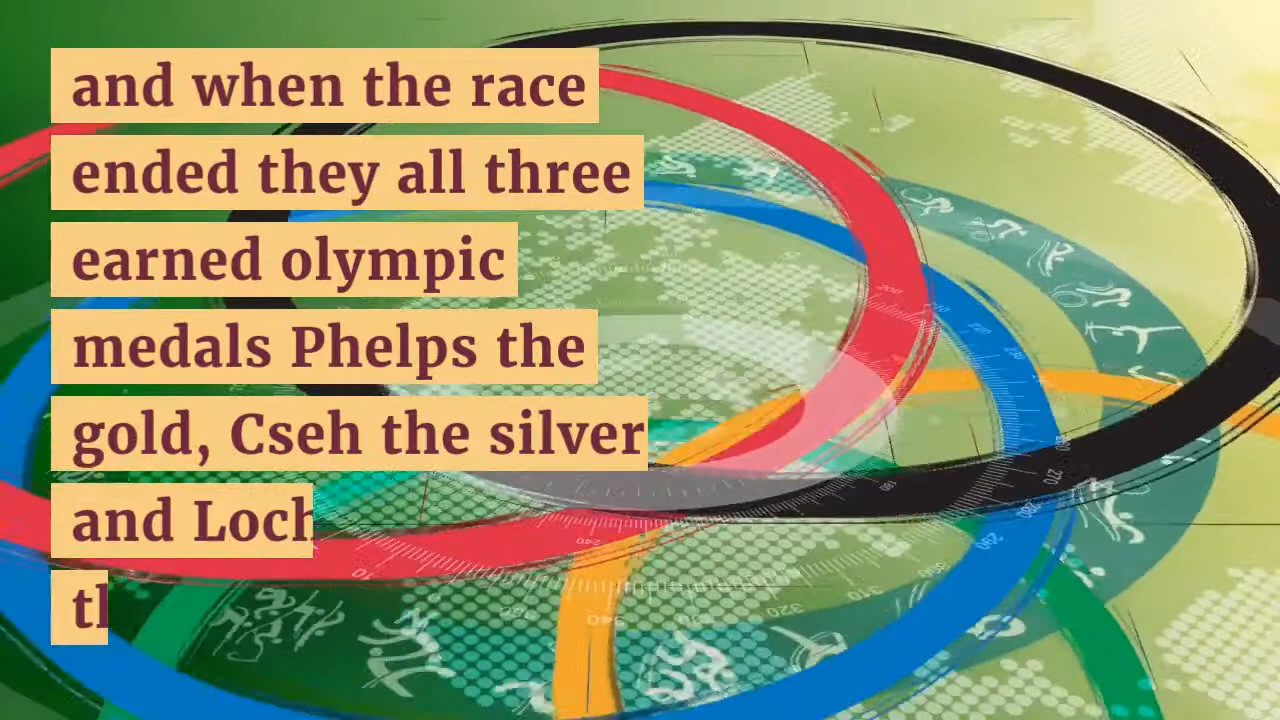 and when the race
ended they all three
earned olympic
medals Phelps the
gold, Cseh the silver
and Loch